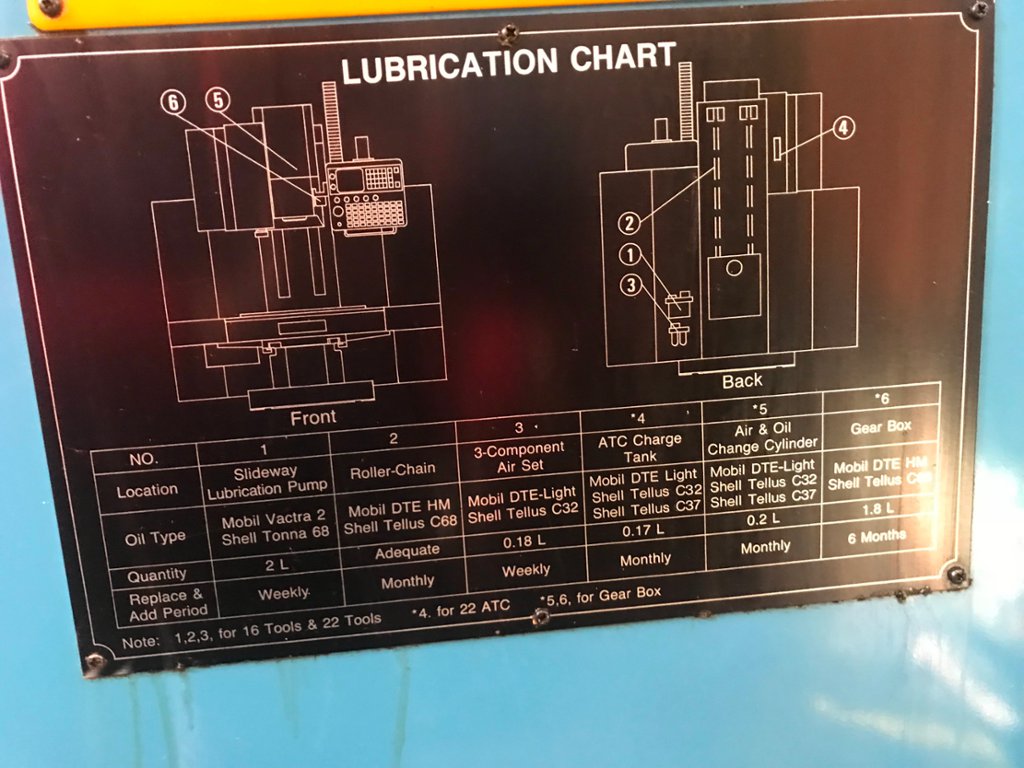 LUBRICATION CHART
6 5
4
2
1
3
Front
Back
NO. 1 2 3 *4 *5 *6
Location Slideway Lubrication Pump Roller-Chain 3-Component Air Set ATC Charge Tank Air & Oil Change Cylinder Gear Box
Oil Type Mobil Vactra 2 Shell Tonna 68 Mobil DTE HM Shell Tellus C68 Mobil DTE-Light Shell Tellus C32 Mobil DTE Light Shell Tellus C32 Shell Tellus C37 Mobil DTE-Light Shell Tellus C32 Shell Tellus C37 Mobil DTE HM Shell Tellus
Quantity 2 L Adequate 0.18 L 0.17 L 0.2 L 1.8 L
Replace & Add Period Weekly Monthly Weekly Monthly Monthly 6 Months
Note: 1,2,3, for 16 Tools & 22 Tools *4. for 22 ATC *5,6, for Gear Box